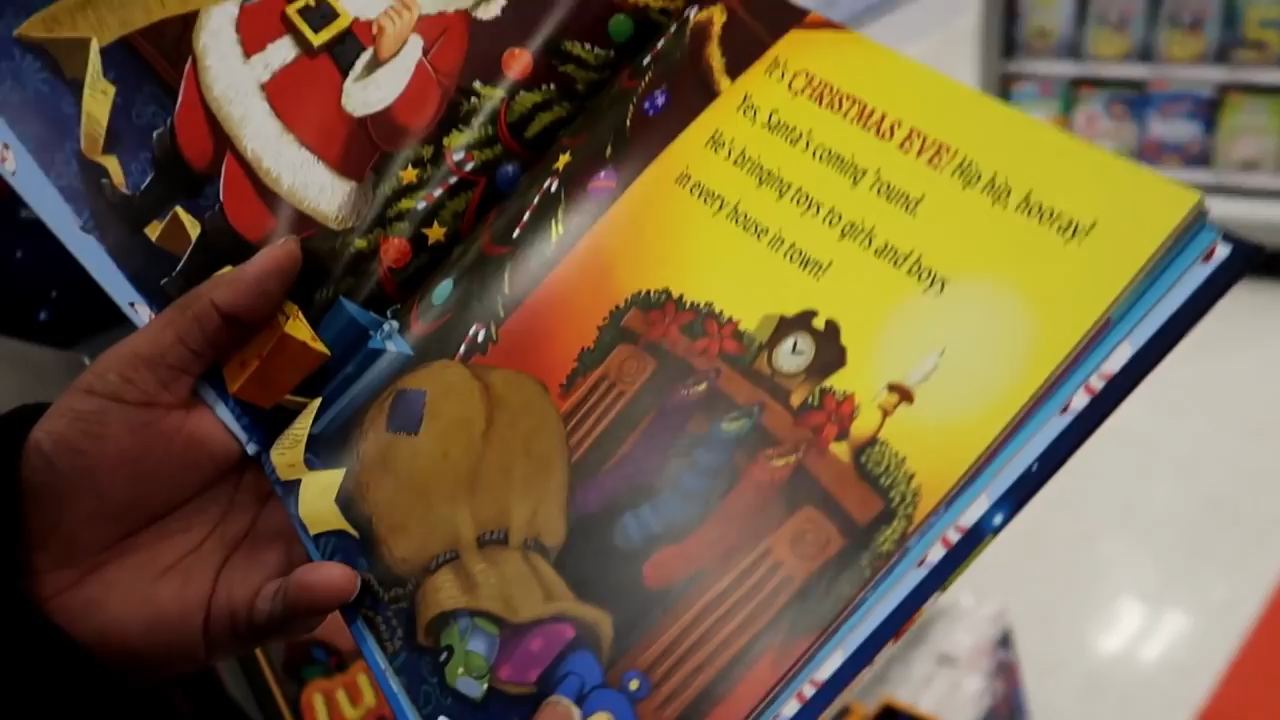 It's CHRISTMAS EVE! Hip hip, hooray!
Yes, Santa's coming 'round.
He's bringing toys to girls and boys
in every house in town!